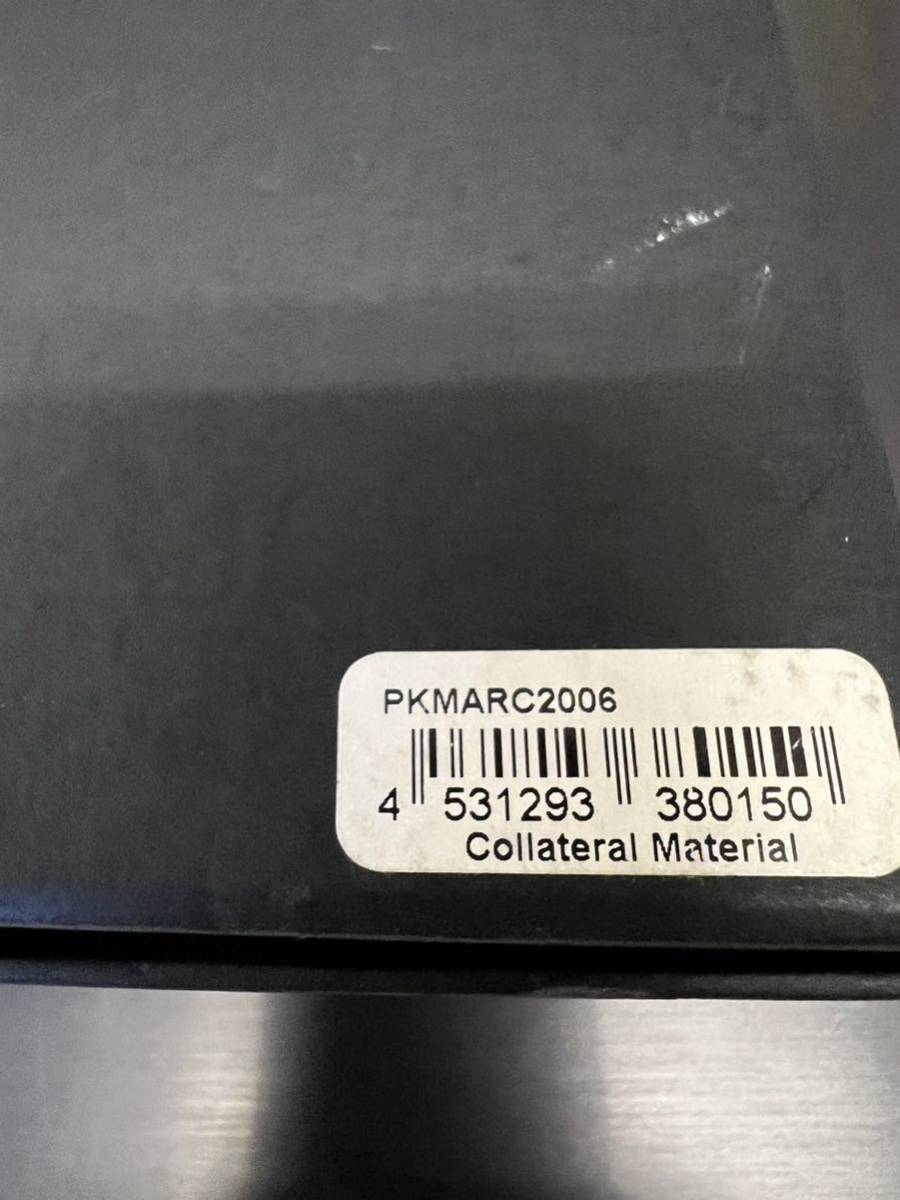 PKMARC2006
4 531293 380150
Collateral Material